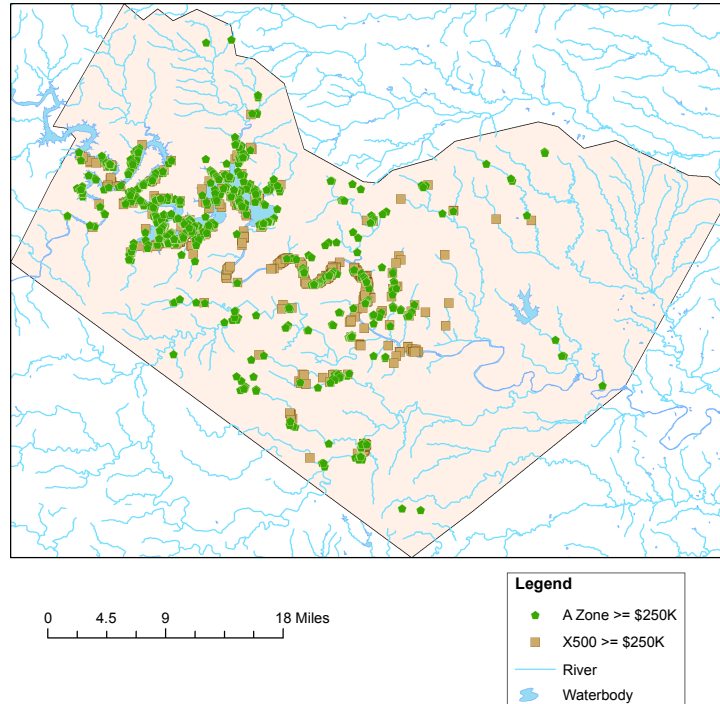 0 4.5 9 18 Miles
Legend
A Zone >= $250K
X500 >= $250K
River
Waterbody